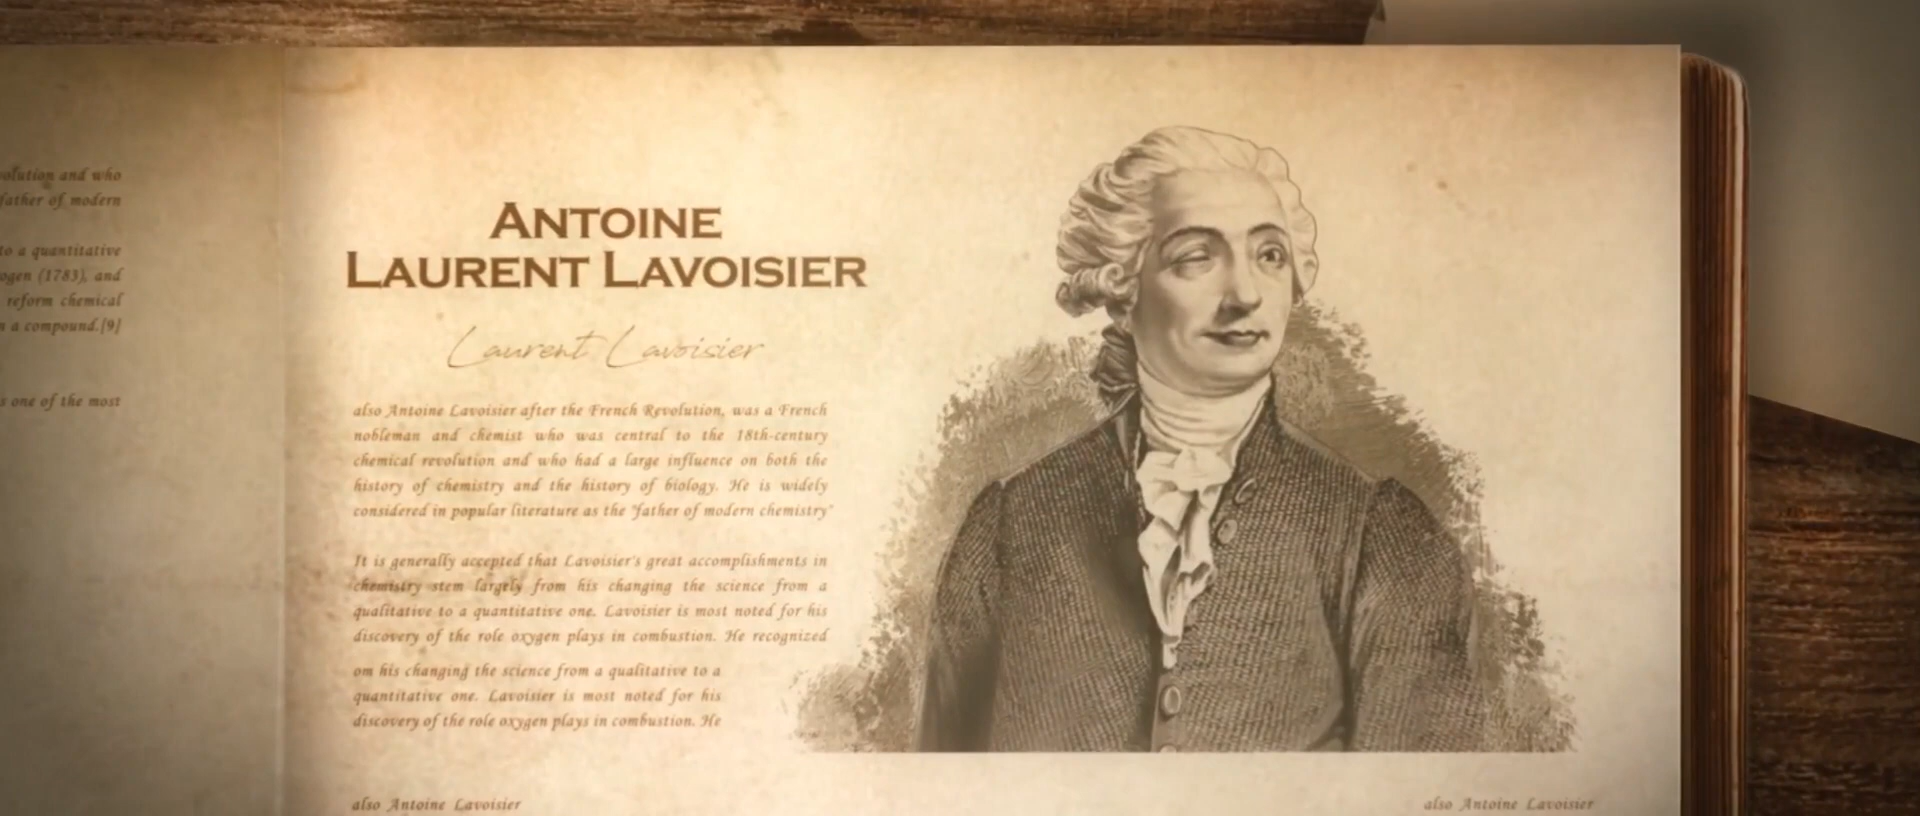 olution and who
father of modern
to a quantitative
ogen (1783), and
reform chemical
n a compound.[9]
s one of the most
ANTOINE
LAURENT LAVOISIER
Laurent Lavoisier
also Antoine Lavoisier after the French Revolution, was a French
nobleman and chemist who was central to the 18th-century
chemical revolution and who had a large influence on both the
history of chemistry and the history of biology. He is widely
considered in popular literature as the "father of modern chemistry"
It is generally accepted that Lavoisier's great accomplishments in
chemistry stem largely from his changing the science from a
qualitative to a quantitative one. Lavoisier is most noted for his
discovery of the role oxygen plays in combustion. He recognized
om his changing the science from a qualitative to a
quantitative one. Lavoisier is most noted for his
discovery of the role oxygen plays in combustion. He
also Antoine Lavoisier
also Antoine Lavoisier